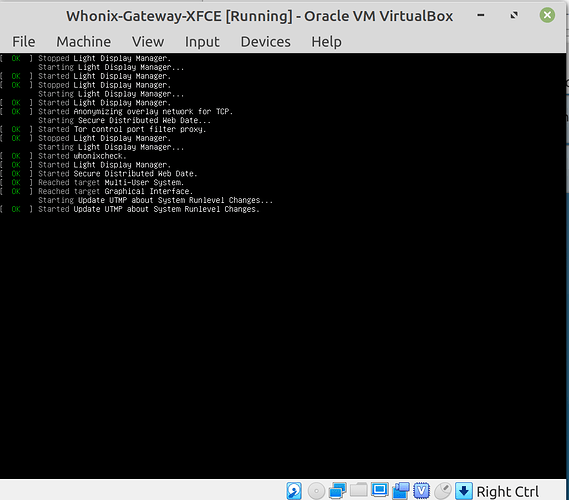 Whonix-Gateway-XFCE [Running] - Oracle VM VirtualBox
File Machine View Input Devices Help
[ OK ] Stopped Light Display Manager.
Starting Light Display Manager...
[ OK ] Started Light Display Manager.
[ OK ] Stopped Light Display Manager.
Starting Light Display Manager...
[ OK ] Started Light Display Manager.
[ OK ] Started Anonymizing overlay network for TCP.
Starting Secure Distributed Web Date...
[ OK ] Started Tor control port filter proxy.
[ OK ] Stopped Light Display Manager.
Starting Light Display Manager...
[ OK ] Started whonixcheck.
[ OK ] Started Light Display Manager.
[ OK ] Started Secure Distributed Web Date.
[ OK ] Reached target Multi-User System.
[ OK ] Reached target Graphical Interface.
Starting Update UTMP about System Runlevel Changes...
[ OK ] Started Update UTMP about System Runlevel Changes.
Right Ctrl